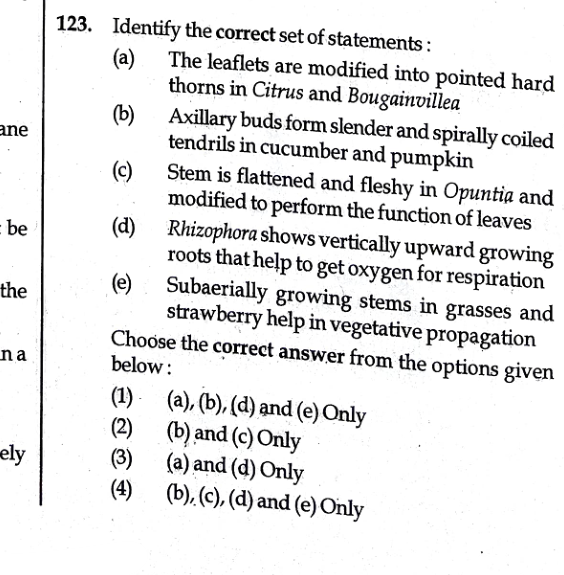 123. Identify the correct set of statements :
(a) The leaflets are modified into pointed hard
thorns in Citrus and Bougainvillea
ane
(b) Axillary buds form slender and spirally coiled
tendrils in cucumber and pumpkin
(c) Stem is flattened and fleshy in Opuntia and
modified to perform the function of leaves
be
(d) Rhizophora shows vertically upward growing
roots that help to get oxygen for respiration
the
(e) Subaerially growing stems in grasses and
strawberry help in vegetative propagation
n a
Choose the correct answer from the options given
below :
(1) (a), (b), (d) and (e) Only
(2) (b) and (c) Only
ely
(3) (a) and (d) Only
(4) (b), (c), (d) and (e) Only